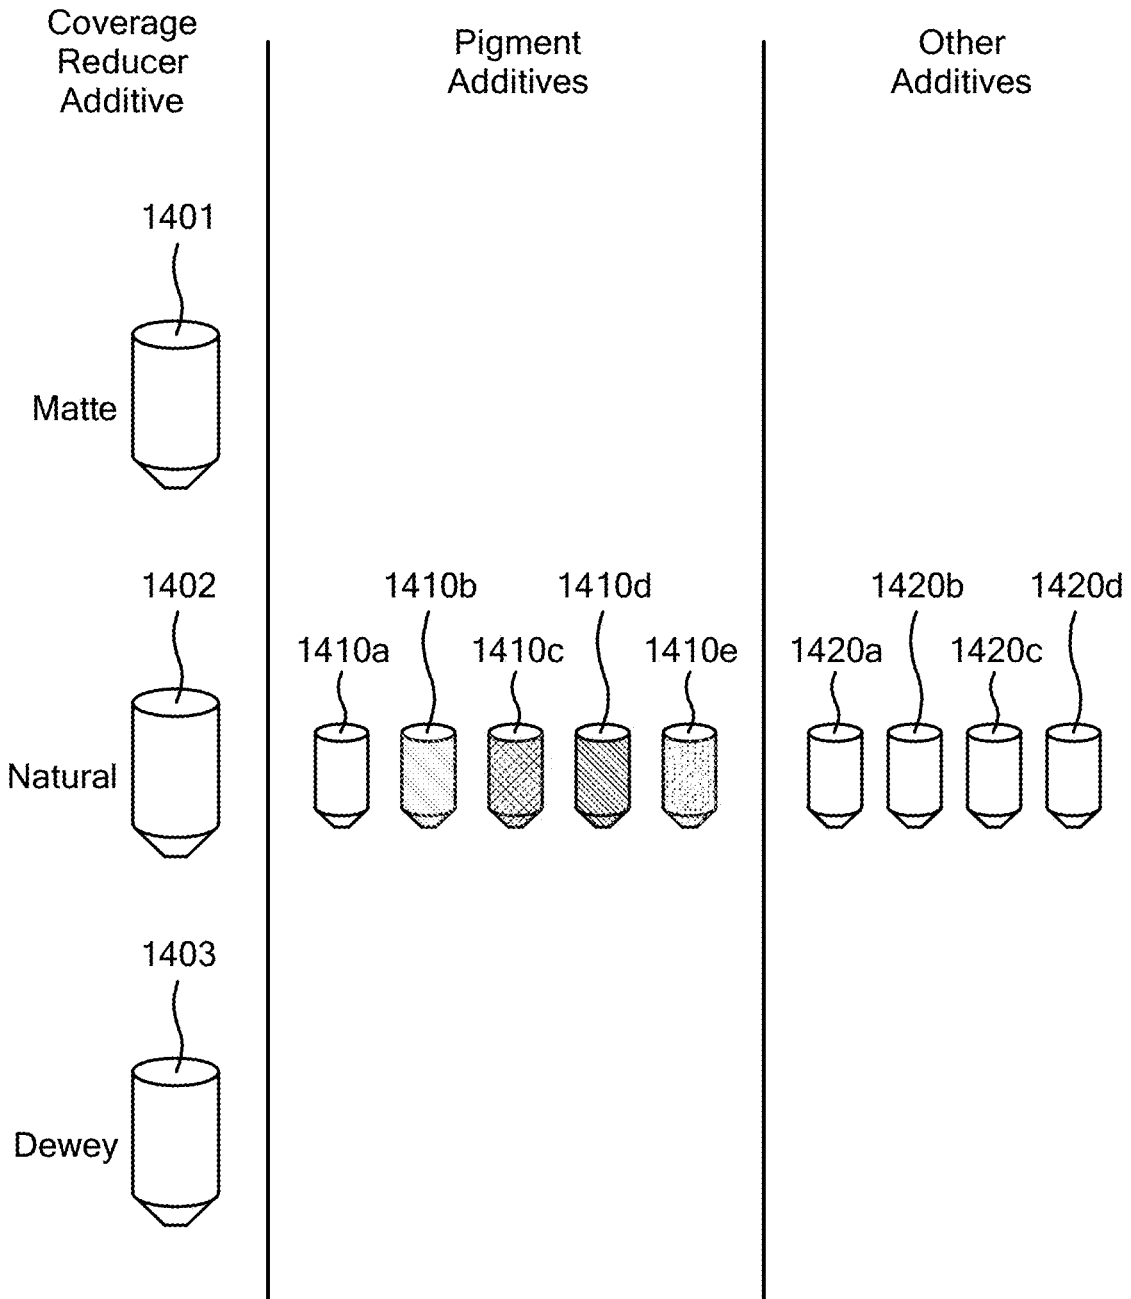 Coverage
Reducer
Additive
Pigment
Additives
Other
Additives
1401
Matte
1402
1410b
1410d
1420b
1420d
1410a
1410c
1410e
1420a
1420c
Natural
1403
Dewey